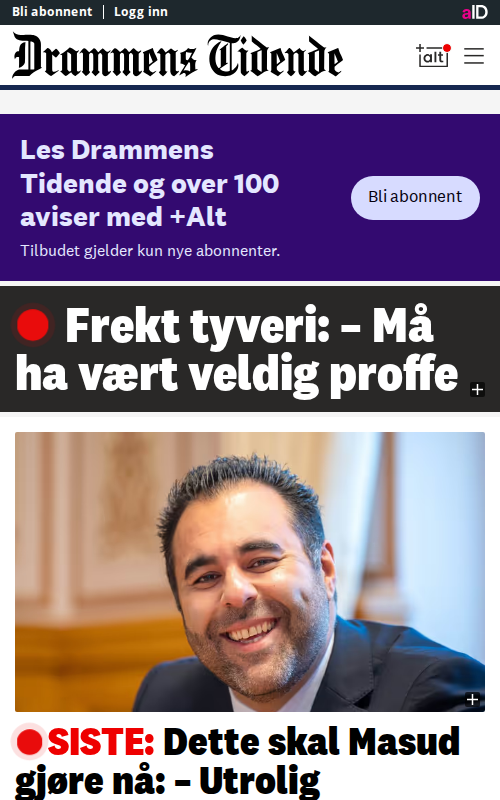 Bli abonnent | Logg inn
aID
Drammens Tidende
+alt
Les Drammens
Tidende og over 100
aviser med +Alt
Bli abonnent
Tilbudet gjelder kun nye abonnenter.
Frekt tyveri: – Må
ha vært veldig proffe
+
+
SISTE: Dette skal Masud
gjøre nå: – Utrolig